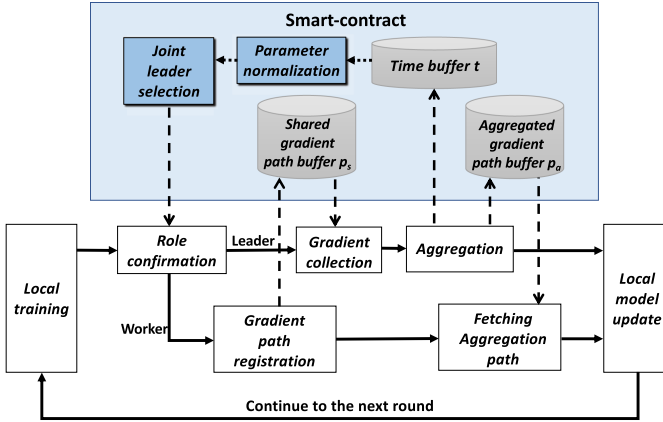 Smart-contract
Joint
leader
selection
Parameter
normalization
Time buffer t
Shared
gradient
path buffer pₛ
Aggregated
gradient
path buffer pₐ
Local
training
Role
confirmation
Leader
Gradient
collection
Aggregation
Local
model
update
Worker
Gradient
path
registration
Fetching
Aggregation
path
Continue to the next round